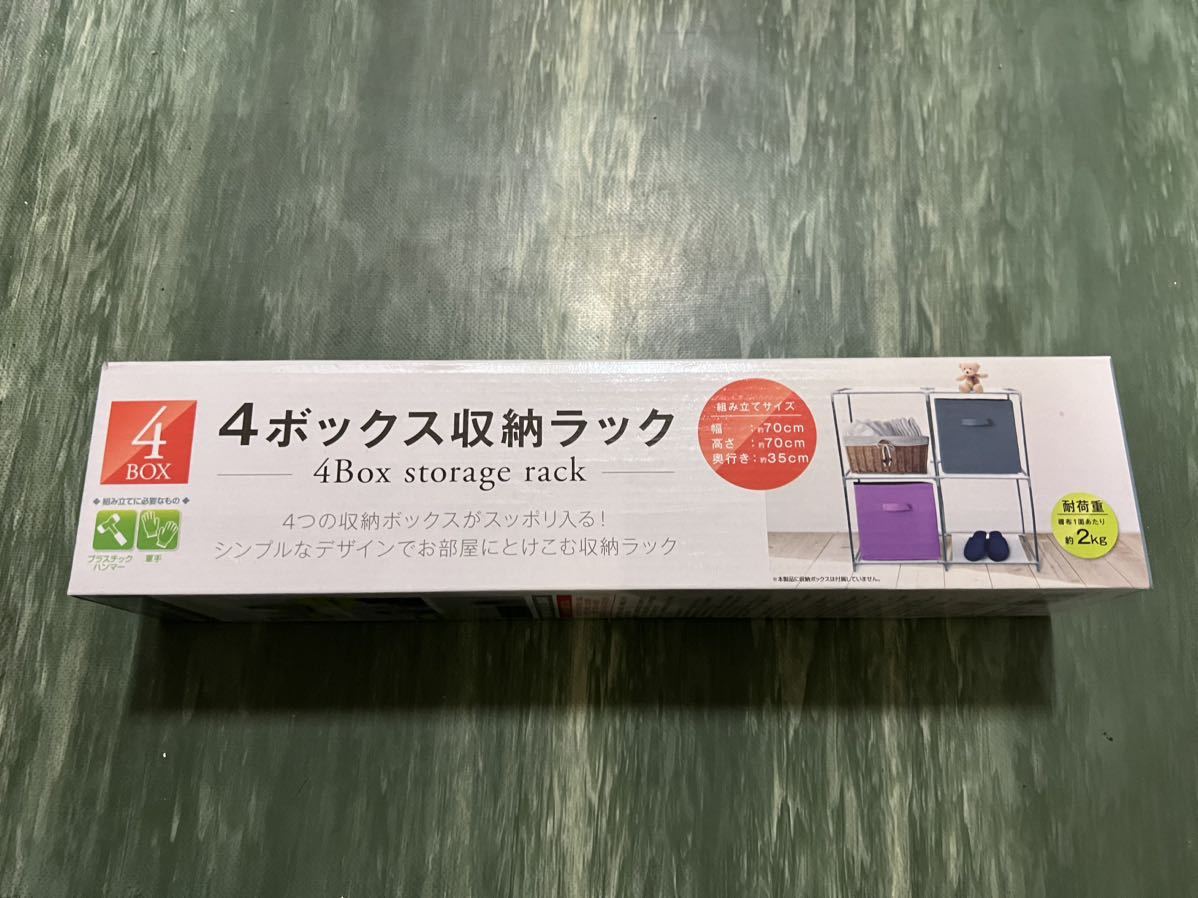 4
BOX
◆組み立てに必要なもの◆
プラスチック
ハンマー
軍手
4ボックス収納ラック
4Box storage rack
4つの収納ボックスがスッポリ入る!
シンプルなデザインでお部屋にとけこむ収納ラック
組み立てサイズ
幅　：約70cm
高さ　：約70cm
奥行き：約35cm
耐荷重
棚布1面あたり
約2kg
※本製品に収納ボックスは付属していません。